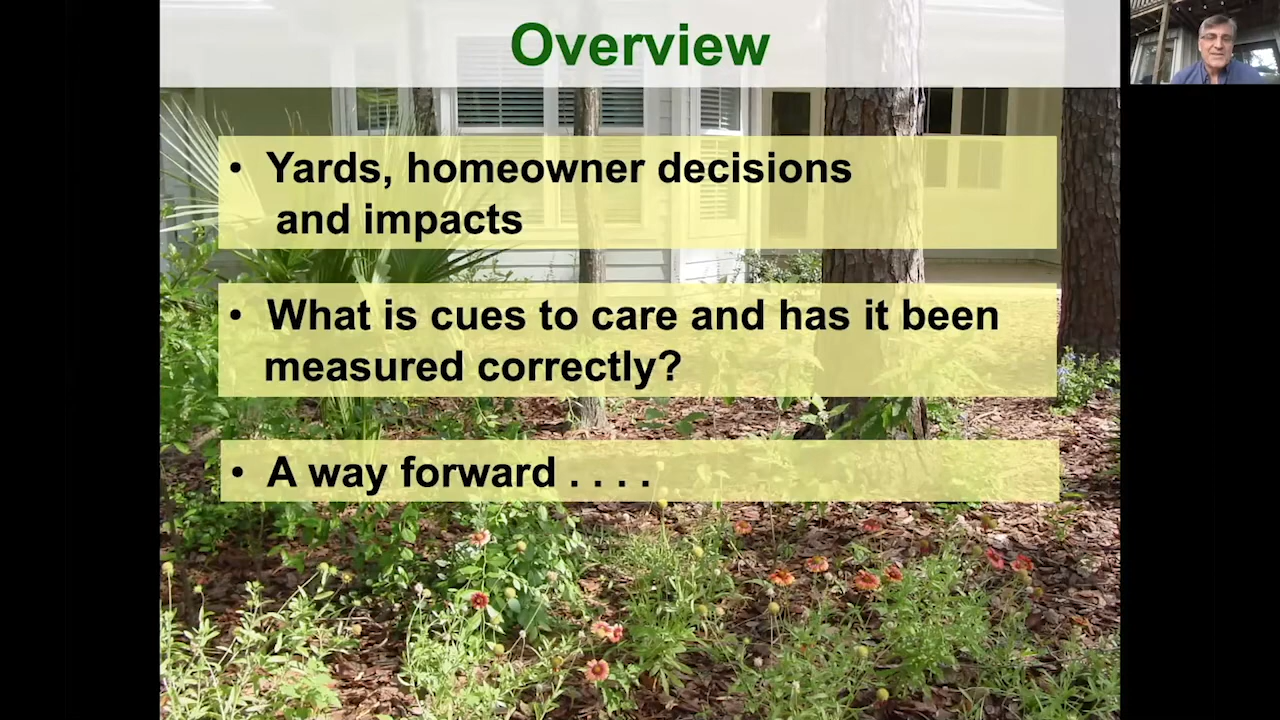 Overview
• Yards, homeowner decisions
and impacts
• What is cues to care and has it been
measured correctly?
• A way forward . . . .